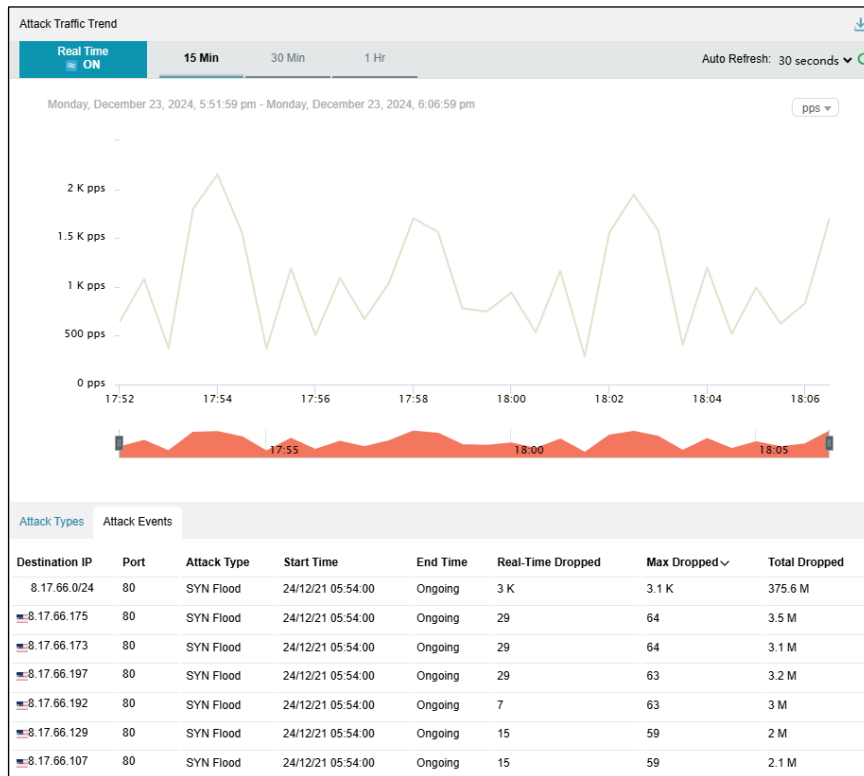 Attack Traffic Trend
Real Time
ON
15 Min
30 Min
1 Hr
Auto Refresh: 30 seconds
Monday, December 23, 2024, 5:51:59 pm - Monday, December 23, 2024, 6:06:59 pm
pps
2 K pps
1.5 K pps
1 K pps
500 pps
0 pps
17:52 17:54 17:56 17:58 18:00 18:02 18:04 18:06
17:55 18:00 18:05
Attack Types Attack Events
Destination IP Port Attack Type Start Time End Time Real-Time Dropped Max Dropped Total Dropped
8.17.66.0/24 80 SYN Flood 24/12/21 05:54:00 Ongoing 3 K 3.1 K 375.6 M
8.17.66.175 80 SYN Flood 24/12/21 05:54:00 Ongoing 29 64 3.5 M
8.17.66.173 80 SYN Flood 24/12/21 05:54:00 Ongoing 29 64 3.1 M
8.17.66.197 80 SYN Flood 24/12/21 05:54:00 Ongoing 29 63 3.2 M
8.17.66.192 80 SYN Flood 24/12/21 05:54:00 Ongoing 7 63 3 M
8.17.66.129 80 SYN Flood 24/12/21 05:54:00 Ongoing 15 59 2 M
8.17.66.107 80 SYN Flood 24/12/21 05:54:00 Ongoing 15 59 2.1 M